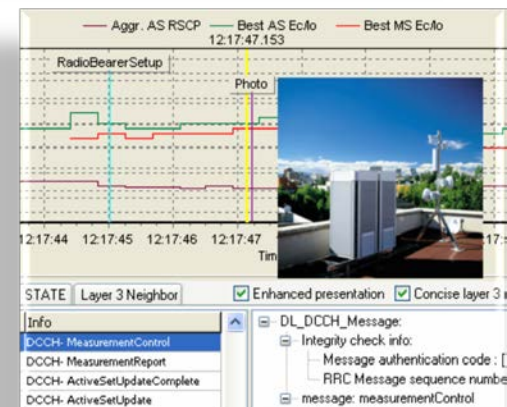 Aggr. AS RSCP Best AS Ec/Io Best MS Ec/Io
12:17:47.153
RadioBearerSetup
Photo
12:17:44 12:17:45 12:17:46 12:17:47
STATE Layer 3 Neighbor Enhanced presentation Concise layer 3
Info
DCCH- MeasurementControl
DCCH- MeasurementReport
DCCH- ActiveSetUpdateComplete
DCCH- ActiveSetUpdate
DL_DCCH_Message:
Integrity check info:
Message authentication code : [
RRC Message sequence
message: measurementControl